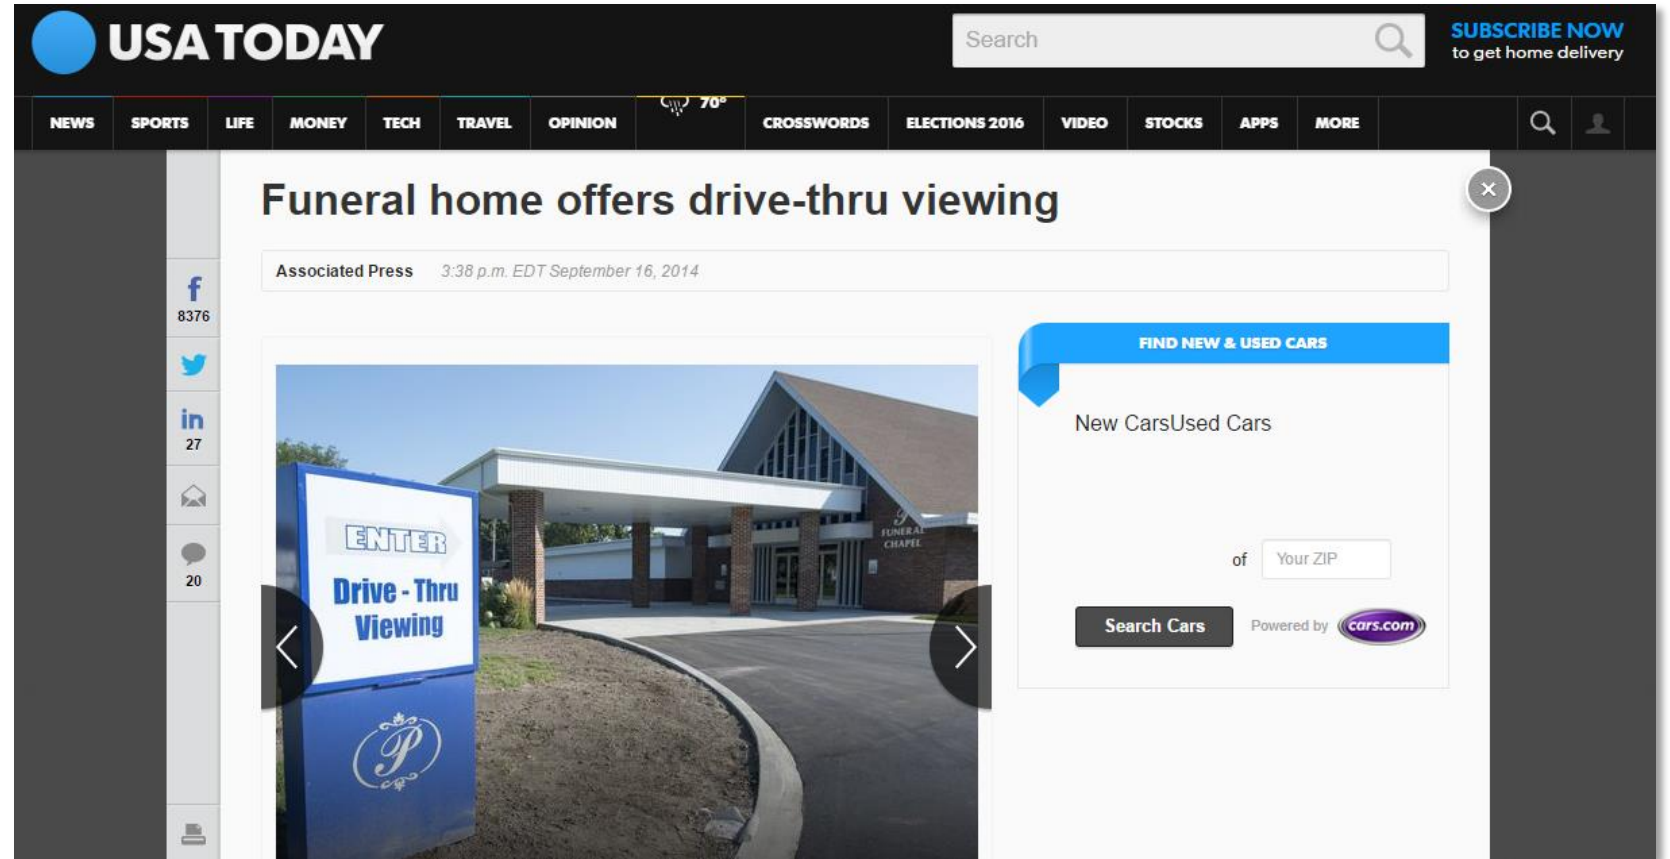 USA TODAY
Search
SUBSCRIBE NOW
to get home delivery
NEWS SPORTS LIFE MONEY TECH TRAVEL OPINION 70° CROSSWORDS ELECTIONS 2016 VIDEO STOCKS APPS MORE
Funeral home offers drive-thru viewing
Associated Press 3:38 p.m. EDT September 16, 2014
f
8376
in
27
20
ENTER
Drive - Thru
Viewing
P
P
FUNERAL
CHAPEL
FIND NEW & USED CARS
New CarsUsed Cars
of Your ZIP
Search Cars Powered by cars.com